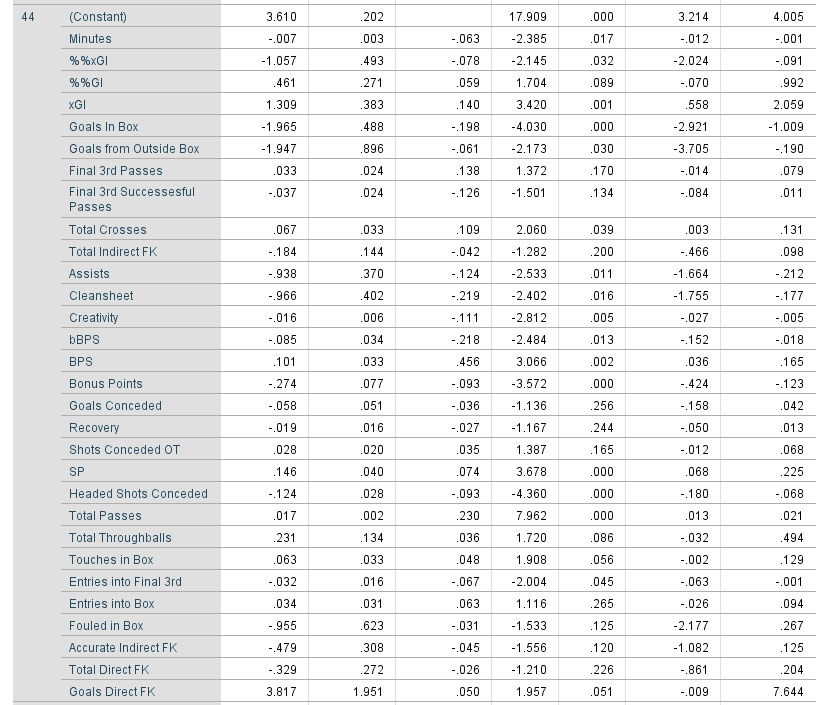 44 (Constant) 3.610 .202 17.909 .000 3.214 4.005
Minutes -.007 .003 -.063 -2.385 .017 -.012 -.001
%%xGI -1.057 .493 -.078 -2.145 .032 -2.024 -.091
%%GI .461 .271 .059 1.704 .089 -.070 .992
xGI 1.309 .383 .140 3.420 .001 .558 2.059
Goals In Box -1.965 .488 -.198 -4.030 .000 -2.921 -1.009
Goals from Outside Box -1.947 .896 -.061 -2.173 .030 -3.705 -.190
Final 3rd Passes .033 .024 .138 1.372 .170 -.014 .079
Final 3rd Successesful -.037 .024 -.126 -1.501 .134 -.084 .011
Passes
Total Crosses .067 .033 .109 2.060 .039 .003 .131
Total Indirect FK -.184 .144 -.042 -1.282 .200 -.466 .098
Assists -.938 .370 -.124 -2.533 .011 -1.664 -.212
Cleansheet -.966 .402 -.219 -2.402 .016 -1.755 -.177
Creativity -.016 .006 -.111 -2.812 .005 -.027 -.005
bBPS -.085 .034 -.218 -2.484 .013 -.152 -.018
BPS .101 .033 .456 3.066 .002 .036 .165
Bonus Points -.274 .077 -.093 -3.572 .000 -.424 -.123
Goals Conceded -.058 .051 -.036 -1.136 .256 -.158 .042
Recovery -.019 .016 -.027 -1.167 .244 -.050 .013
Shots Conceded OT .028 .020 .035 1.387 .165 -.012 .068
SP .146 .040 .074 3.678 .000 .068 .225
Headed Shots Conceded -.124 .028 -.093 -4.360 .000 -.180 -.068
Total Passes .017 .002 .230 7.962 .000 .013 .021
Total Throughballs .231 .134 .036 1.720 .086 -.032 .494
Touches in Box .063 .033 .048 1.908 .056 -.002 .129
Entries into Final 3rd -.032 .016 -.067 -2.004 .045 -.063 -.001
Entries into Box .034 .031 .063 1.116 .265 -.026 .094
Fouled in Box -.955 .623 -.031 -1.533 .125 -2.177 .267
Accurate Indirect FK -.479 .308 -.045 -1.556 .120 -1.082 .125
Total Direct FK -.329 .272 -.026 -1.210 .226 -.861 .204
Goals Direct FK 3.817 1.951 .050 1.957 .051 -.009 7.644